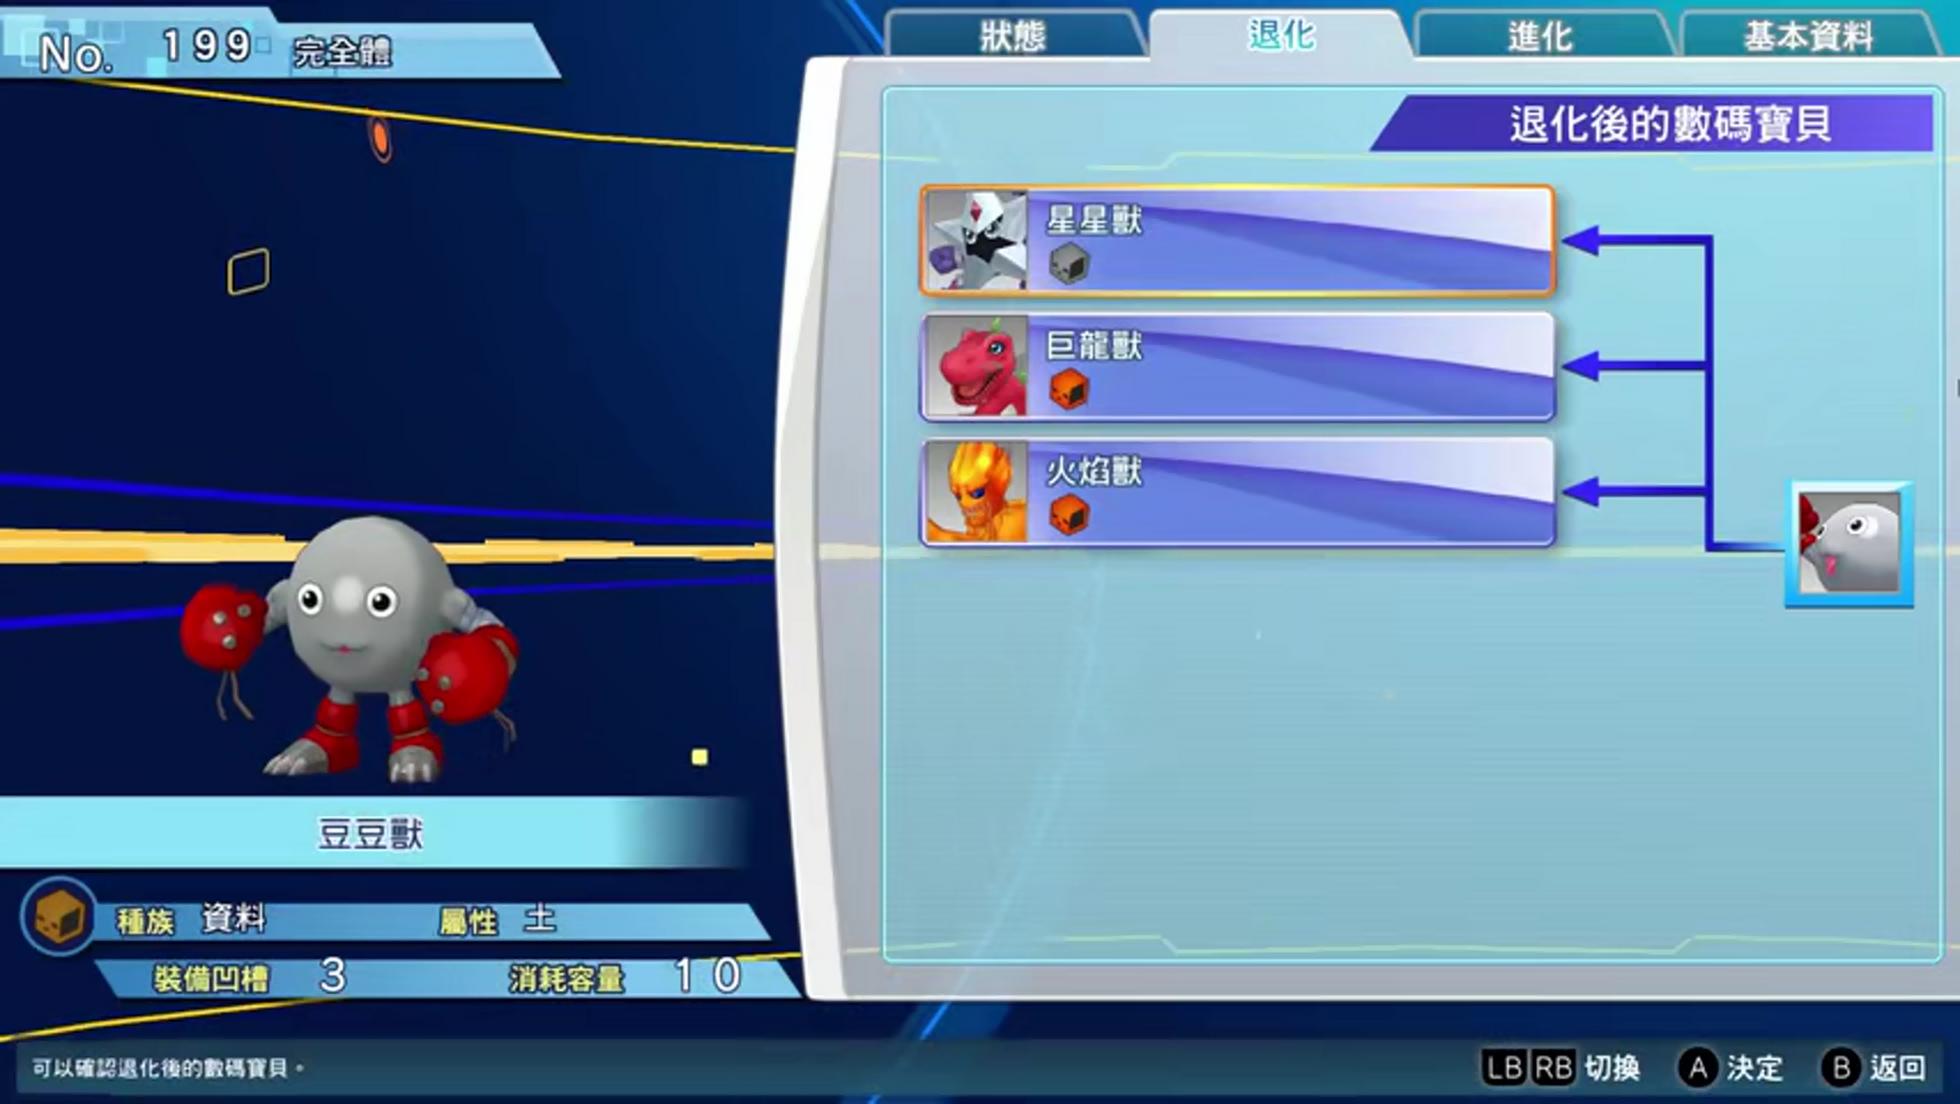 No. 199 完全體
狀態 退化 進化 基本資料
退化後的數碼寶貝
星星獸
巨龍獸
火焰獸
豆豆獸
種族 資料 屬性 土
裝備凹槽 3 消耗容量 10
可以確認退化後的數碼寶貝。
LB RB 切換 A 決定 B 返回